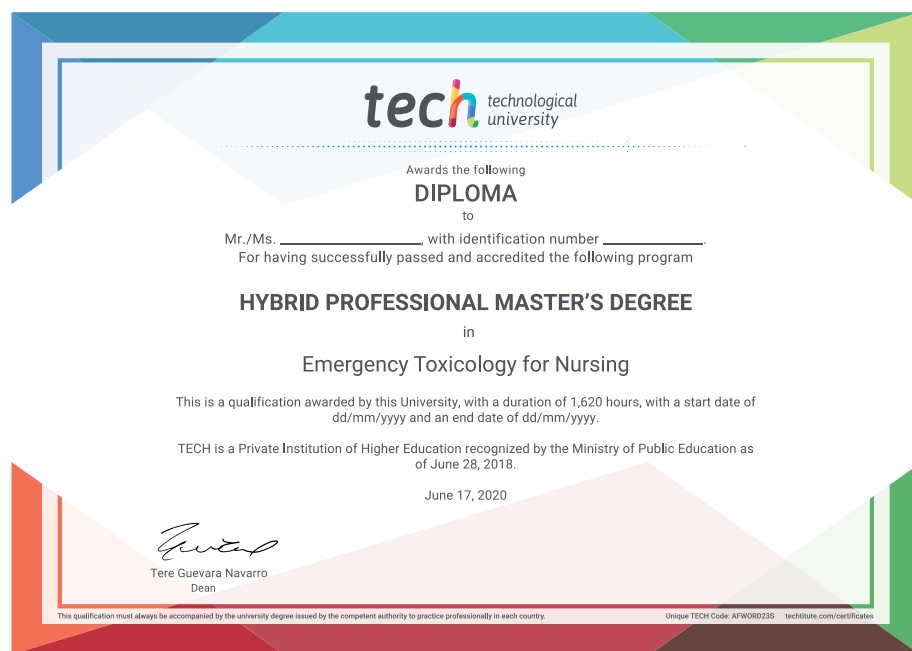 tech technological
university
Awards the following
DIPLOMA
to
Mr./Ms. ________________, with identification number ____________.
For having successfully passed and accredited the following program
HYBRID PROFESSIONAL MASTER’S DEGREE
in
Emergency Toxicology for Nursing
This is a qualification awarded by this University, with a duration of 1,620 hours, with a start date of
dd/mm/yyyy and an end date of dd/mm/yyyy.
TECH is a Private Institution of Higher Education recognized by the Ministry of Public Education as
of June 28, 2018.
June 17, 2020
Tere Guevara Navarro
Dean
This qualification must always be accompanied by the university degree issued by the competent authority to practice professionally in each country.
Unique TECH Code: AFWORD23S techtitute.com/certificates